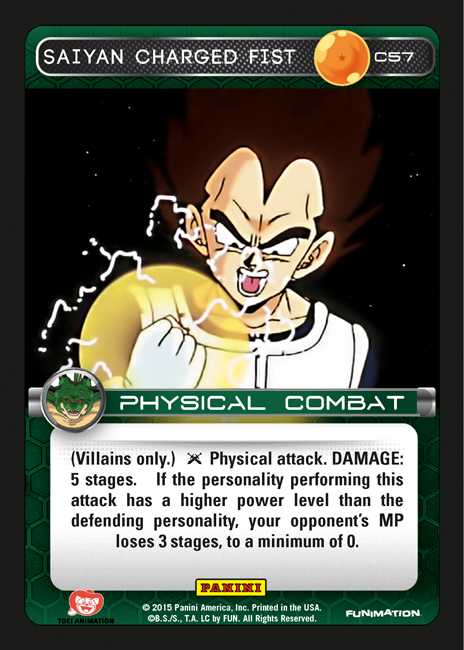 SAIYAN CHARGED FIST C57
PHYSICAL COMBAT
(Villains only.) Physical attack. DAMAGE:
5 stages. If the personality performing this
attack has a higher power level than the
defending personality, your opponent's MP
loses 3 stages, to a minimum of 0.
PANINI
© 2015 Panini America, Inc. Printed in the USA.
©B.S./S., T.A. LC by FUN. All Rights Reserved.
TOEI ANIMATION
FUNIMATION